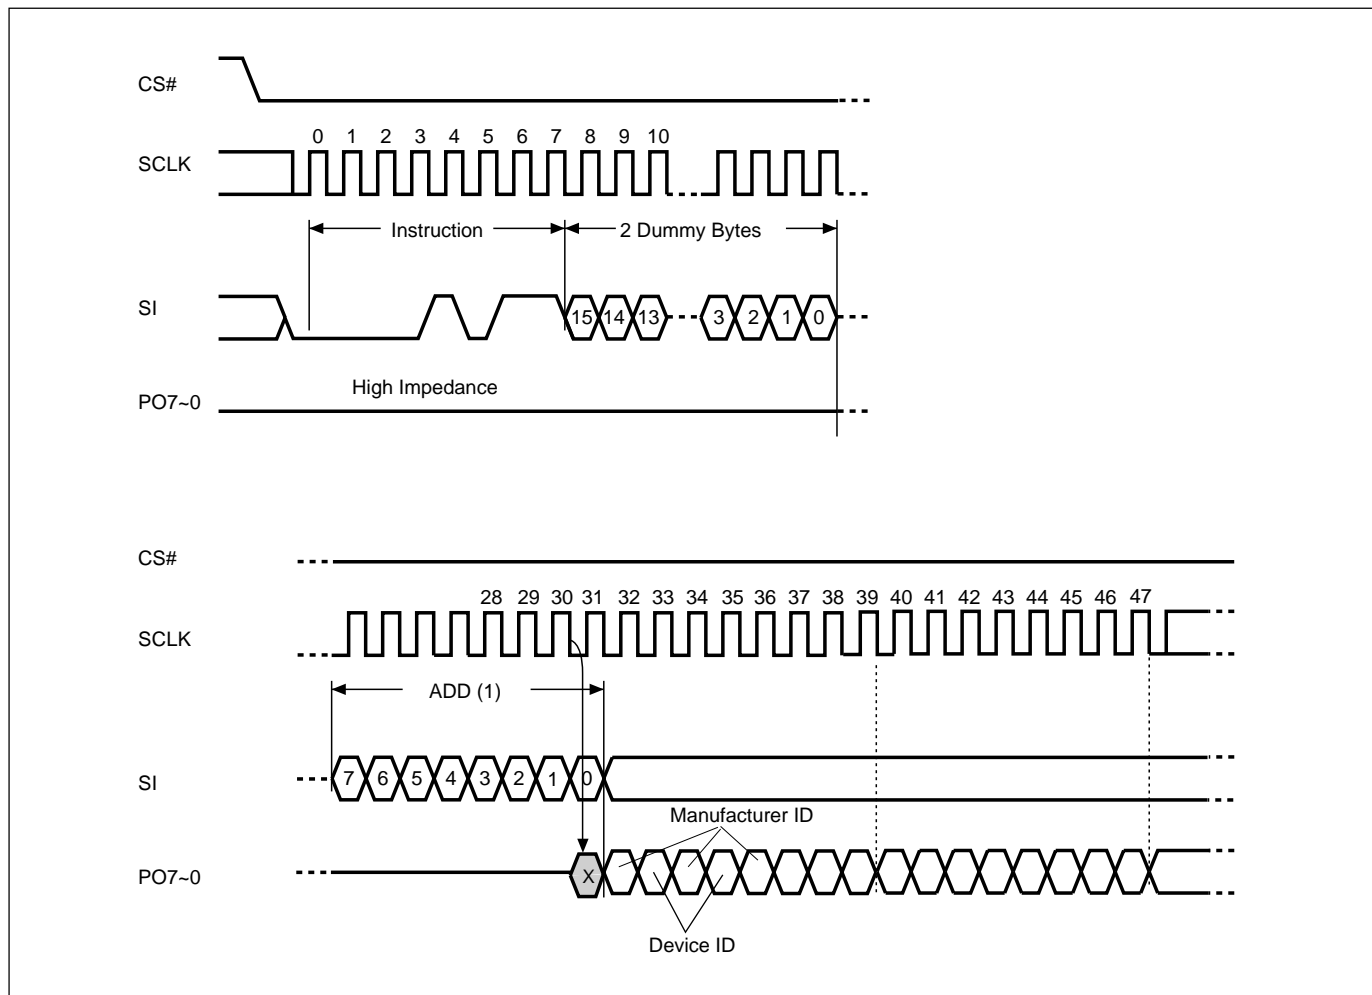 CS#
0 1 2 3 4 5 6 7 8 9 10
SCLK
Instruction 2 Dummy Bytes
SI
15 14 13 3 2 1 0
High Impedance
PO7~0
CS#
28 29 30 31 32 33 34 35 36 37 38 39 40 41 42 43 44 45 46 47
SCLK
ADD (1)
SI
7 6 5 4 3 2 1 0
Manufacturer ID
PO7~0
X
Device ID